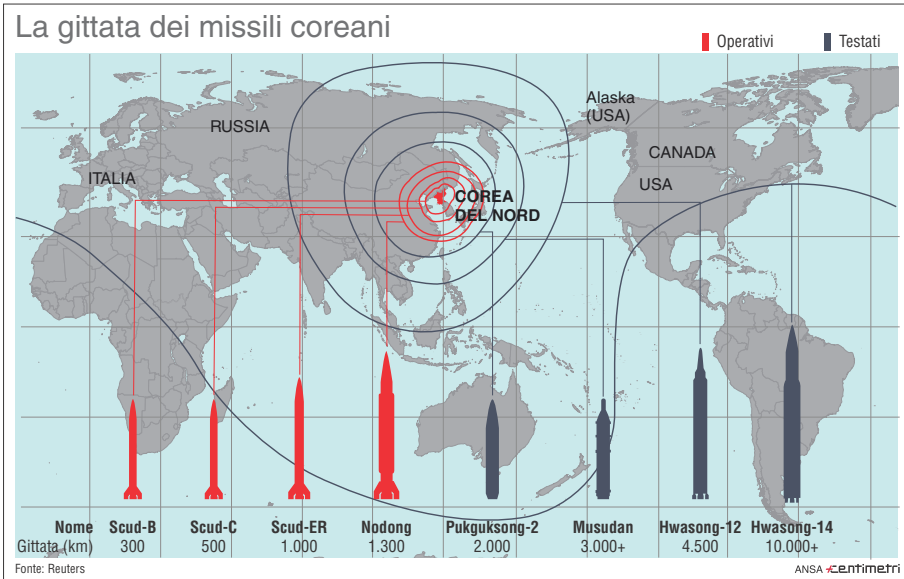 La gittata dei missili coreani
Operativi
Testati
Alaska
(USA)
RUSSIA
CANADA
ITALIA
USA
COREA
DEL NORD
Nome Scud-B Scud-C Scud-ER Nodong Pukguksong-2 Musudan Hwasong-12 Hwasong-14
Gittata (km) 300 500 1.000 1.300 2.000 3.000+ 4.500 10.000+
Fonte: Reuters
ANSA centimetri